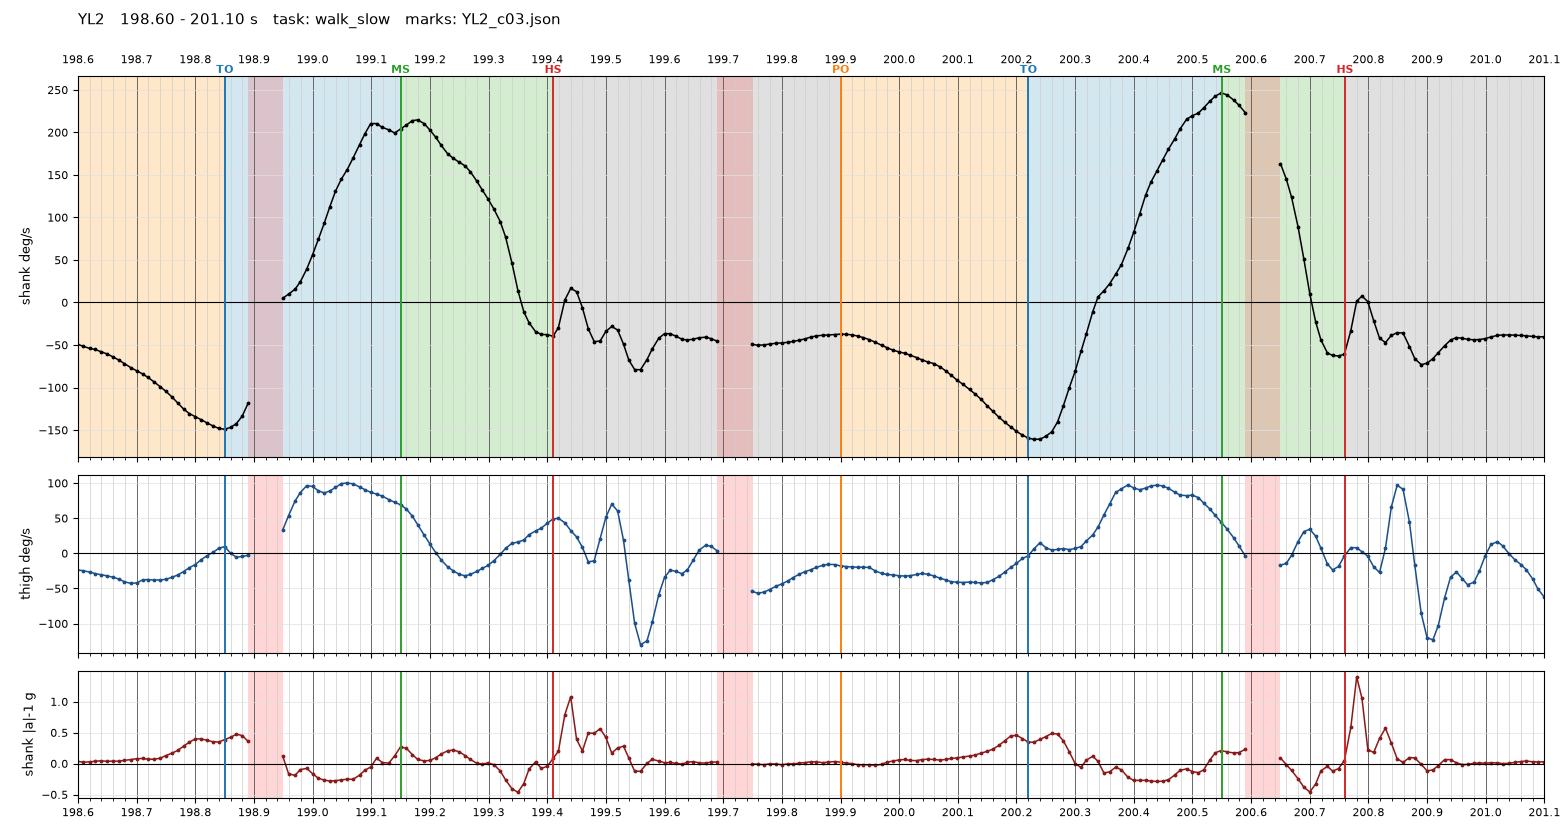 YL2   198.60 - 201.10 s   task: walk_slow   marks: YL2_c03.json
198.6 198.7 198.8 198.9 199.0 199.1 199.2 199.3 199.4 199.5 199.6 199.7 199.8 199.9 200.0 200.1 200.2 200.3 200.4 200.5 200.6 200.7 200.8 200.9 201.0 201.1
TO MS HS PO TO MS HS
shank deg/s
250
200
150
100
50
0
−50
−100
−150
thigh deg/s
100
50
0
−50
−100
shank |a|-1 g
1.0
0.5
0.0
−0.5
198.6 198.7 198.8 198.9 199.0 199.1 199.2 199.3 199.4 199.5 199.6 199.7 199.8 199.9 200.0 200.1 200.2 200.3 200.4 200.5 200.6 200.7 200.8 200.9 201.0 201.1